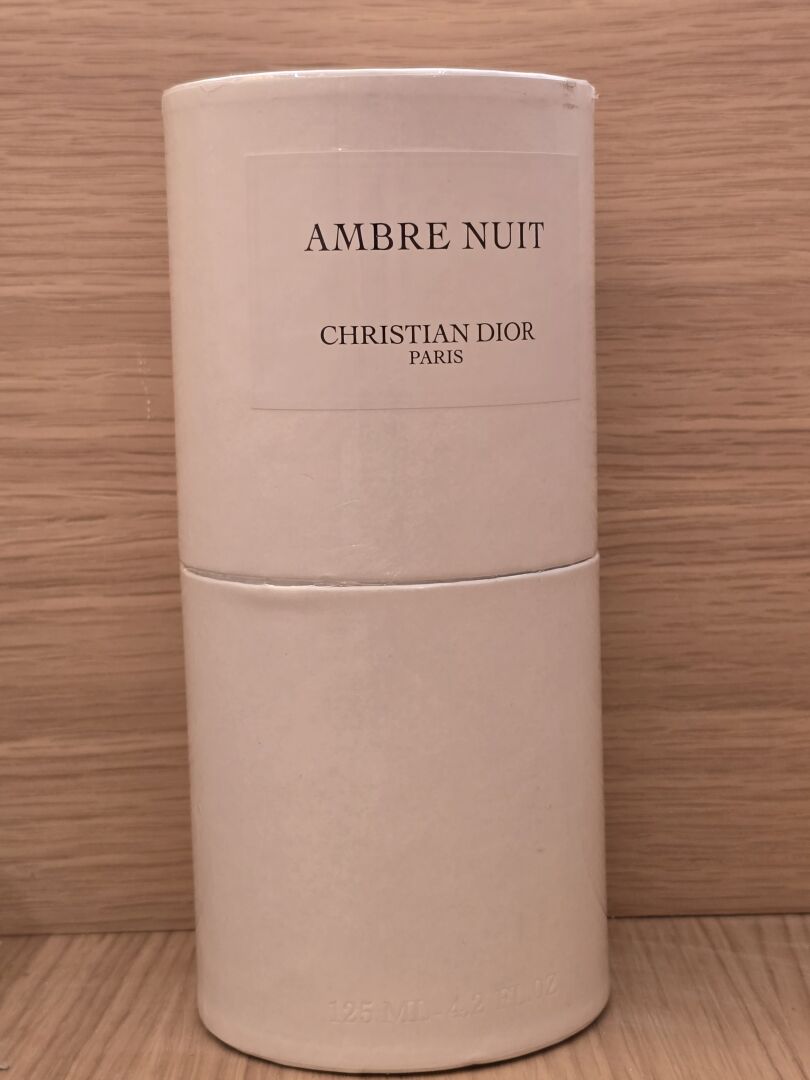 AMBRE NUIT
CHRISTIAN DIOR
PARIS
125 ML - 4.2 FL.OZ